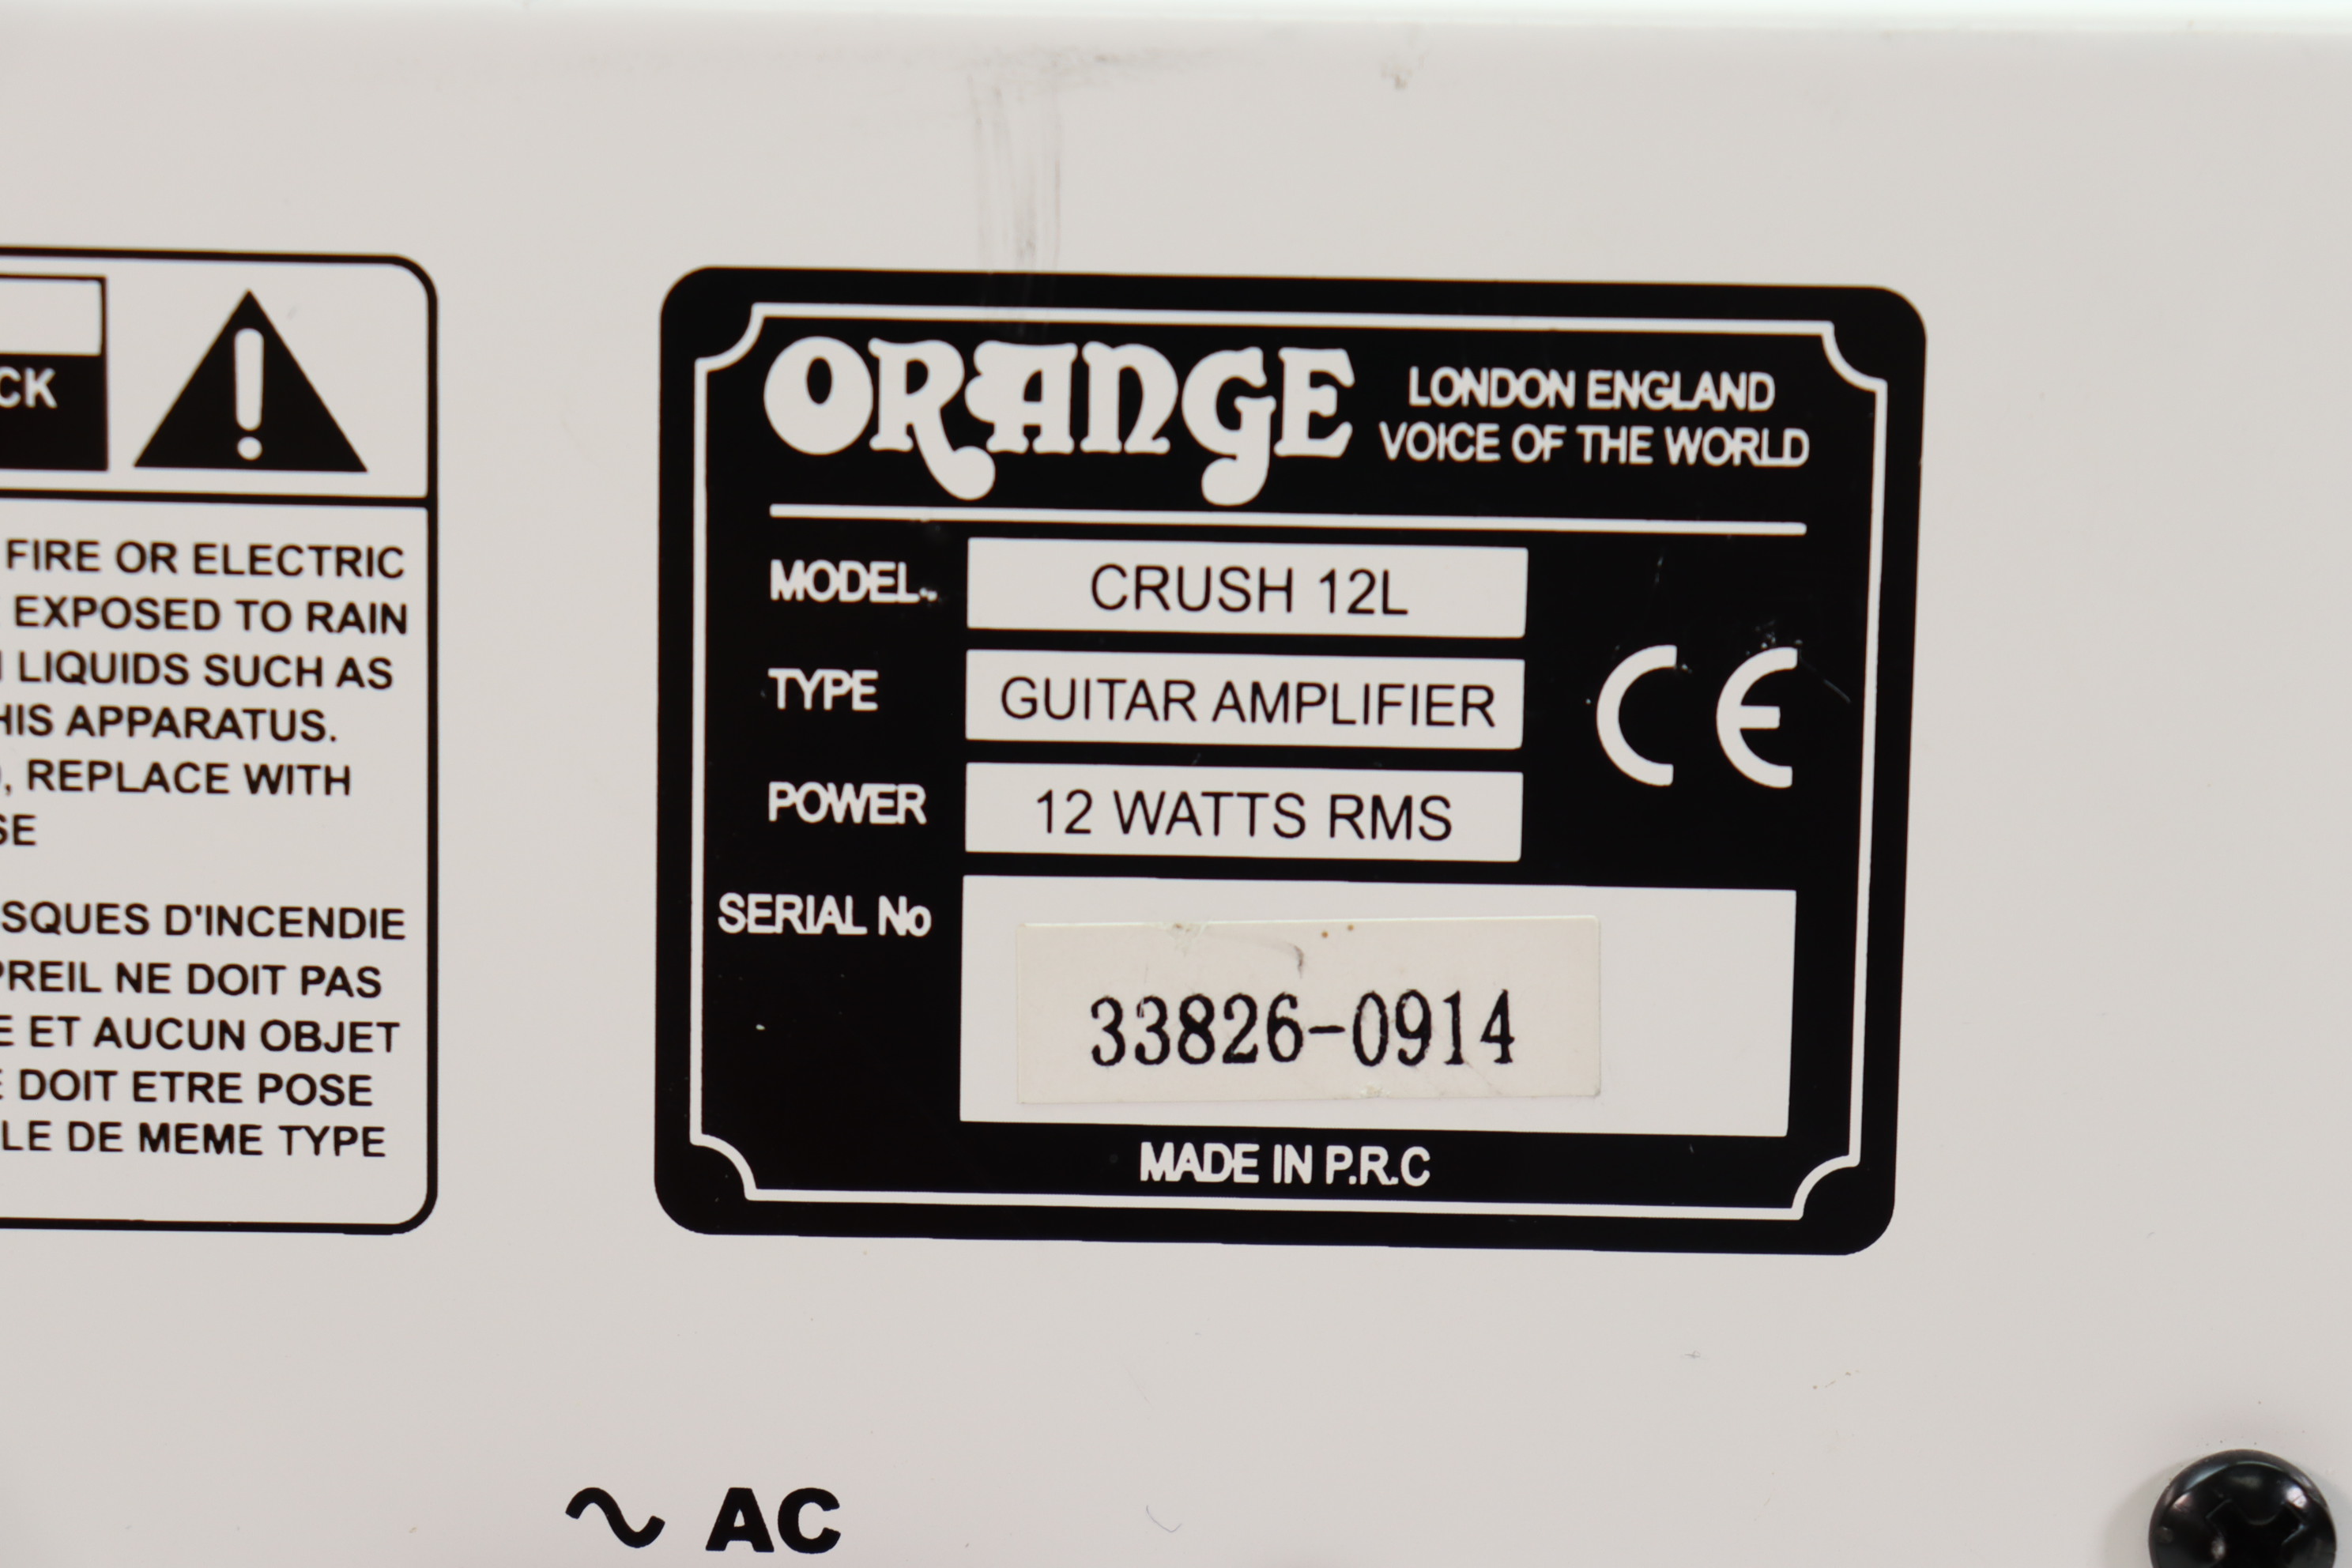 CK
FIRE OR ELECTRIC
EXPOSED TO RAIN
LIQUIDS SUCH AS
HIS APPARATUS.
, REPLACE WITH
SE
SQUES D'INCENDIE
PREIL NE DOIT PAS
E ET AUCUN OBJET
E DOIT ETRE POSE
LE DE MEME TYPE
ORANGE
LONDON ENGLAND
VOICE OF THE WORLD
MODEL.. CRUSH 12L
TYPE GUITAR AMPLIFIER
CE
POWER 12 WATTS RMS
SERIAL No
33826-0914
MADE IN P.R.C
~ AC